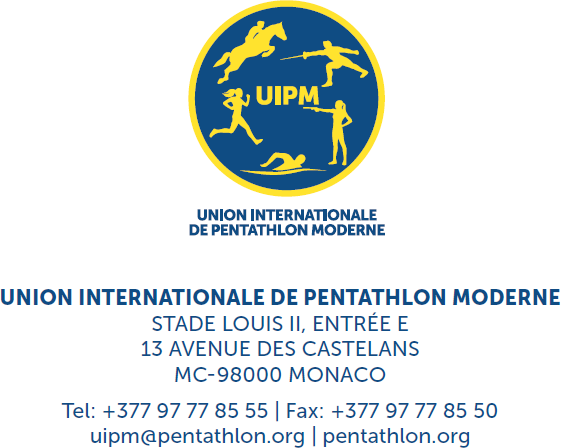 UIPM
UNION INTERNATIONALE
DE PENTATHLON MODERNE
UNION INTERNATIONALE DE PENTATHLON MODERNE
STADE LOUIS II, ENTRÉE E
13 AVENUE DES CASTELANS
MC-98000 MONACO
Tel: +377 97 77 85 55 | Fax: +377 97 77 85 50
uipm@pentathlon.org | pentathlon.org